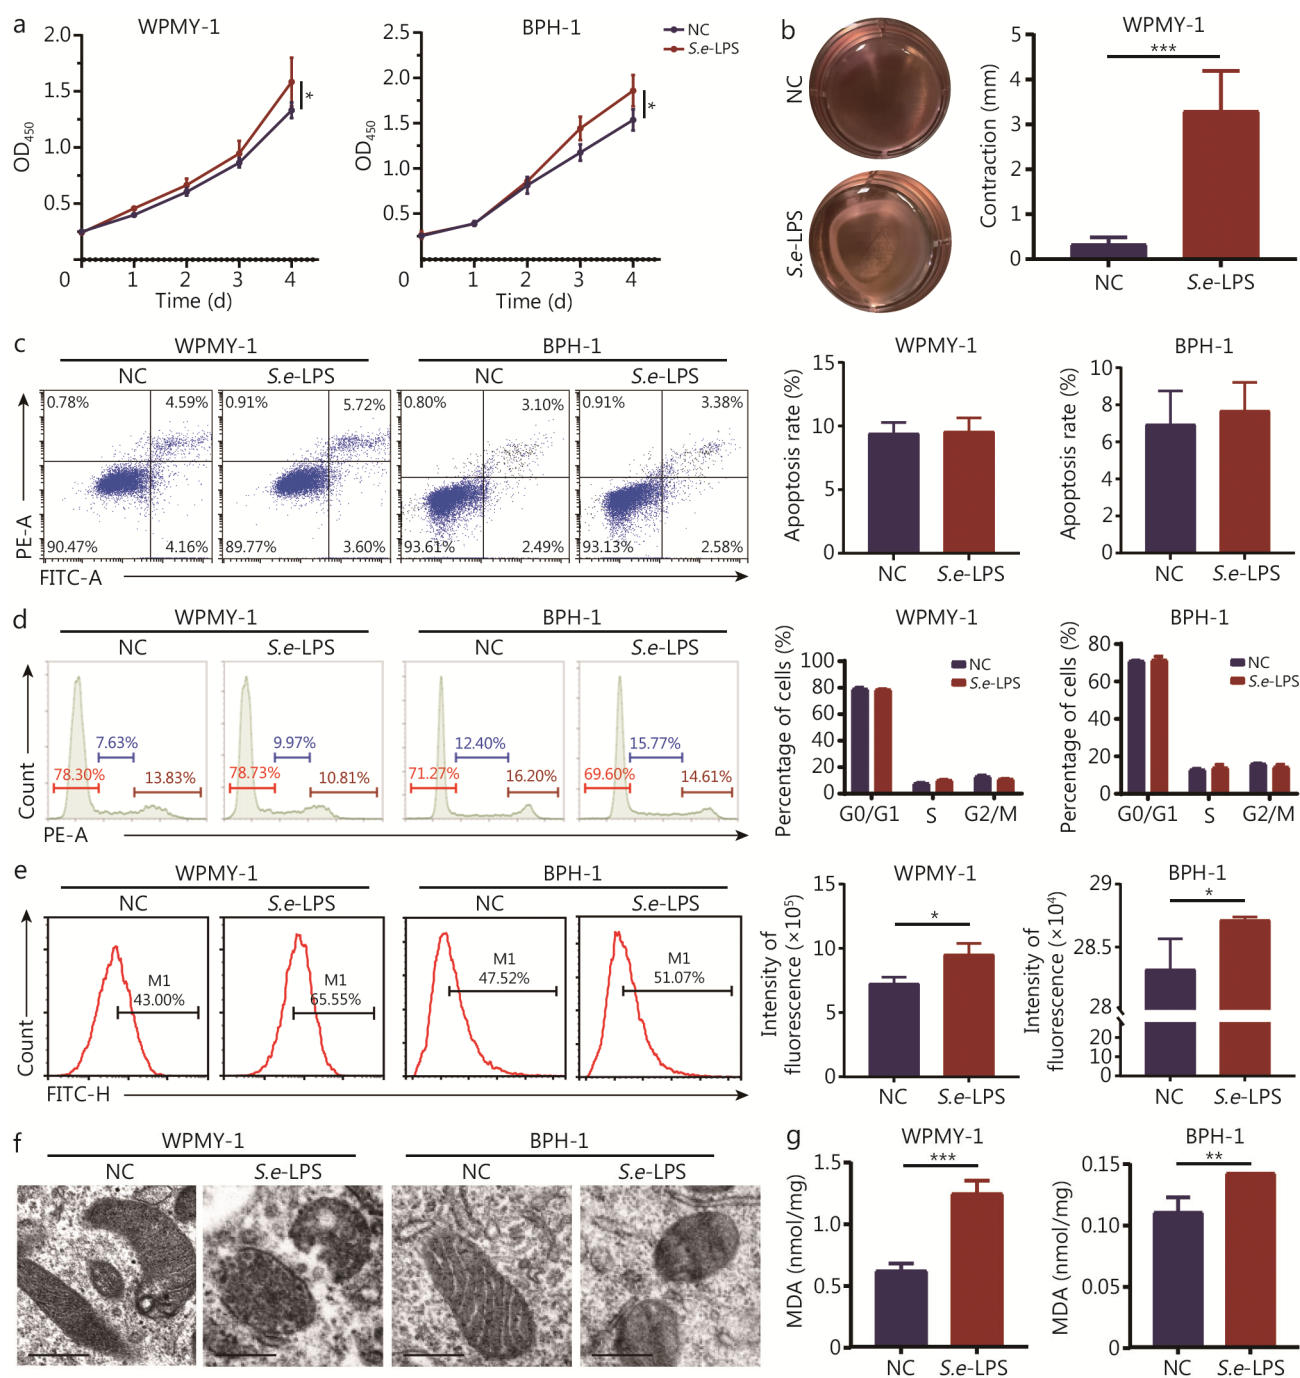 a
WPMY-1
OD450
2.0
1.5
1.0
0.5
0
1
2
3
4
*
Time (d)
BPH-1
OD450
2.5
2.0
1.5
1.0
0.5
0
1
2
3
4
*
Time (d)
NC
S.e-LPS
b
NC
S.e-LPS
WPMY-1
Contraction (mm)
5
4
3
2
1
0
***
NC
S.e-LPS
c
WPMY-1
BPH-1
NC
S.e-LPS
NC
S.e-LPS
0.78%
4.59%
0.91%
5.72%
0.80%
3.10%
0.91%
3.38%
90.47%
4.16%
89.77%
3.60%
93.61%
2.49%
93.13%
2.58%
PE-A
FITC-A
WPMY-1
Apoptosis rate (%)
15
10
5
0
NC
S.e-LPS
BPH-1
Apoptosis rate (%)
10
8
6
4
2
0
NC
S.e-LPS
d
WPMY-1
BPH-1
NC
S.e-LPS
NC
S.e-LPS
7.63%
78.30%
13.83%
9.97%
78.73%
10.81%
12.40%
71.27%
16.20%
15.77%
69.60%
14.61%
Count
PE-A
WPMY-1
Percentage of cells (%)
100
80
60
40
20
0
NC
S.e-LPS
G0/G1
S
G2/M
BPH-1
Percentage of cells (%)
80
60
40
20
0
NC
S.e-LPS
G0/G1
S
G2/M
e
WPMY-1
BPH-1
NC
S.e-LPS
NC
S.e-LPS
M1
43.00%
M1
65.55%
M1
47.52%
M1
51.07%
Count
FITC-H
WPMY-1
Intensity of
fluorescence (×10⁵)
15
10
5
0
*
NC
S.e-LPS
BPH-1
Intensity of
fluorescence (×10⁴)
29
28.5
28
20
10
0
*
NC
S.e-LPS
f
WPMY-1
BPH-1
NC
S.e-LPS
NC
S.e-LPS
g
WPMY-1
MDA (nmol/mg)
1.5
1.0
0.5
0
***
NC
S.e-LPS
BPH-1
MDA (nmol/mg)
0.15
0.10
0.05
0
**
NC
S.e-LPS